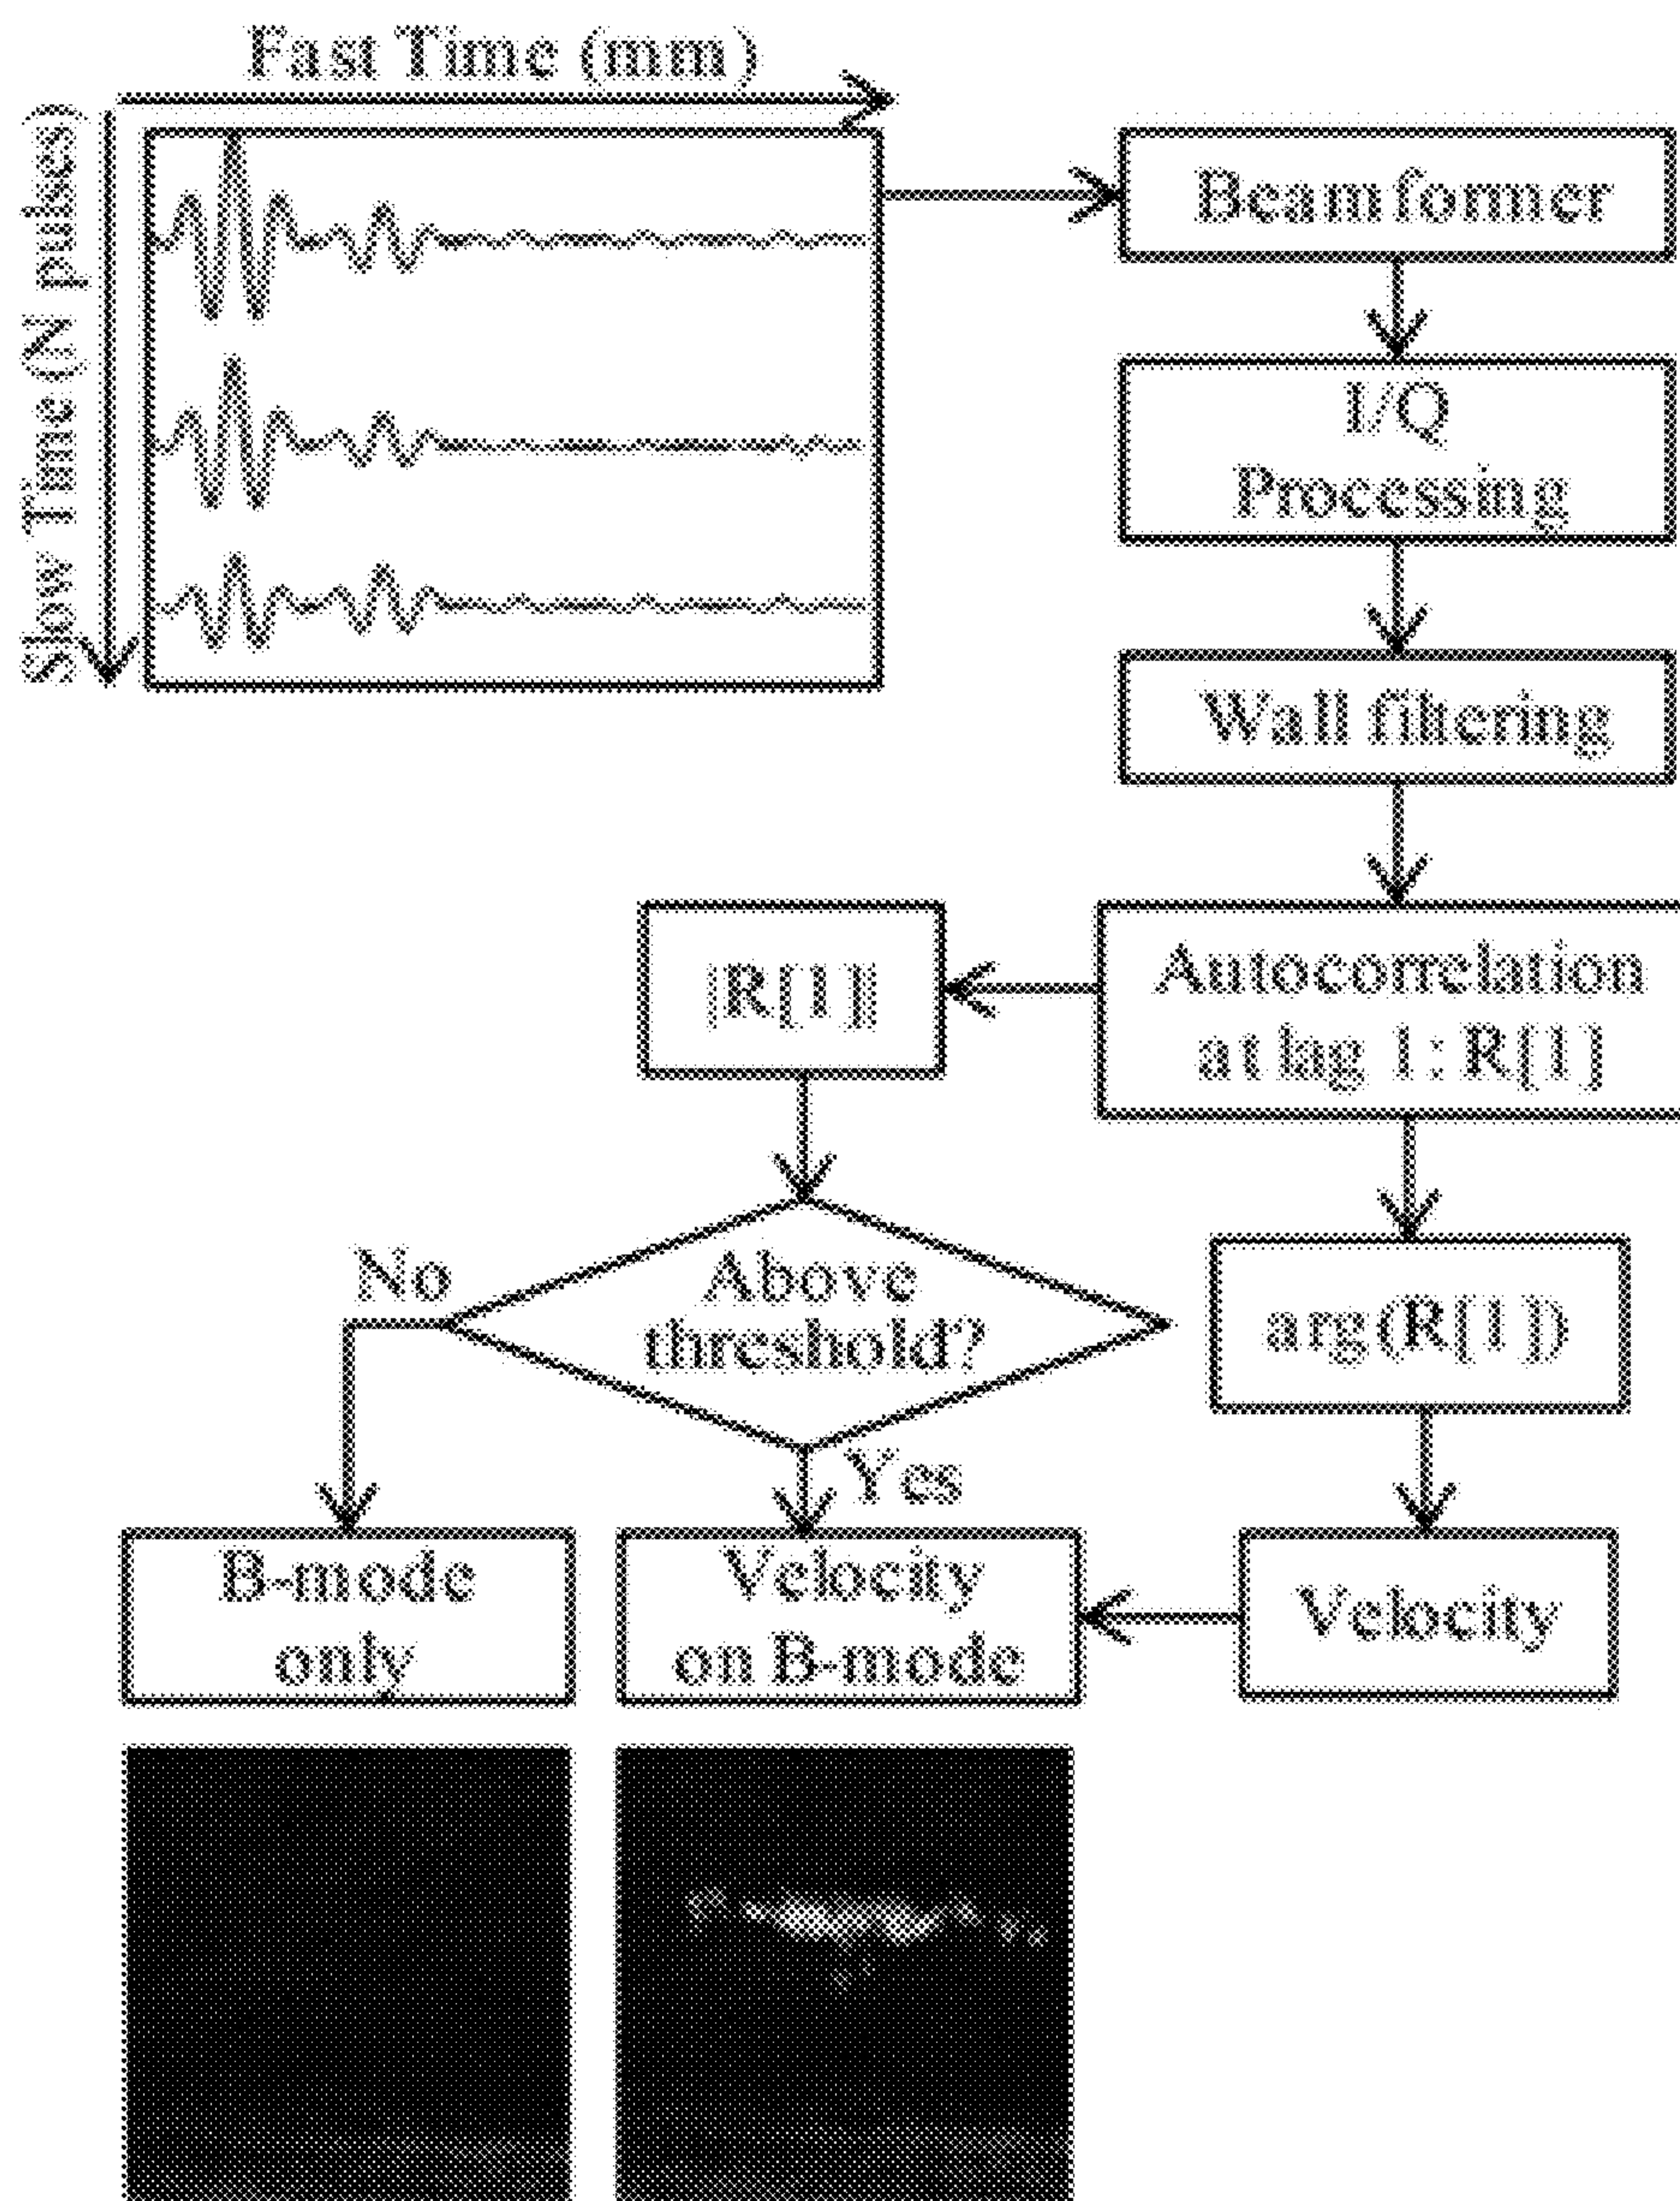 Fast Time (mm)
Slow Time (N pulses)
Beamformer
I/Q
Processing
Wall filtering
Autocorrelation
at lag 1: R[1]
|R[1]|
Above
threshold?
No
Yes
arg(R[1])
B-mode
only
Velocity
on B-mode
Velocity